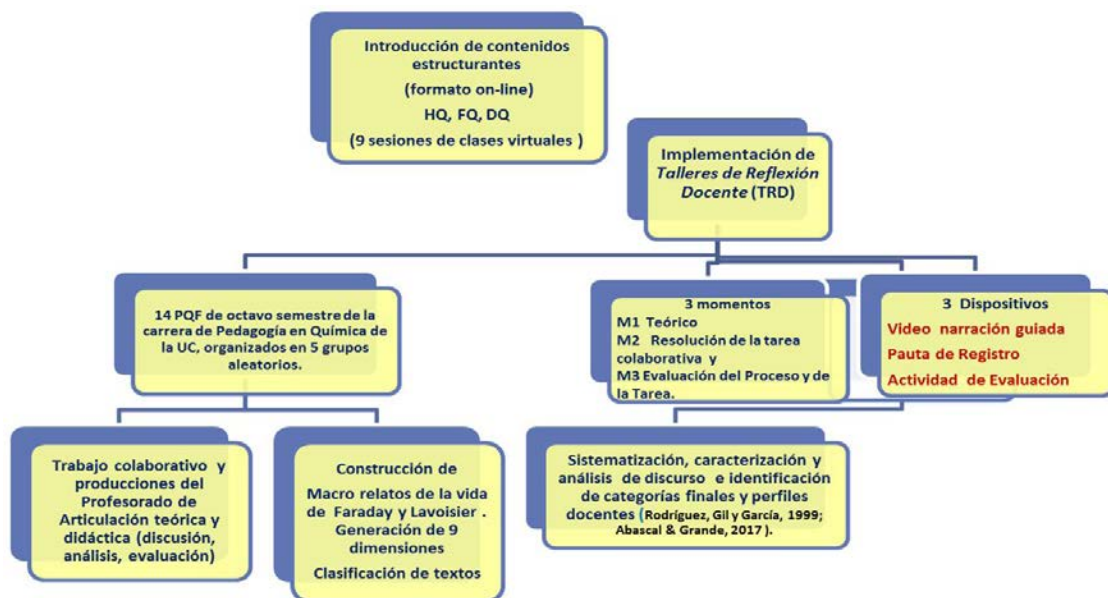 Introducción de contenidos
estructurantes
(formato on-line)
HQ, FQ, DQ
(9 sesiones de clases virtuales )
Implementación de
Talleres de Reflexión
Docente (TRD)
14 PQF de octavo semestre de la
carrera de Pedagogía en Química de
la UC, organizados en 5 grupos
aleatorios.
3 momentos
M1 Teórico
M2 Resolución de la tarea
colaborativa y
M3 Evaluación del Proceso y de
la Tarea.
3 Dispositivos
Video narración guiada
Pauta de Registro
Actividad de Evaluación
Trabajo colaborativo y
producciones del
Profesorado de
Articulación teórica y
didáctica (discusión,
análisis, evaluación)
Construcción de
Macro relatos de la vida
de Faraday y Lavoisier .
Generación de 9
dimensiones
Clasificación de textos
Sistematización, caracterización y
análisis de discurso e identificación
de categorías finales y perfiles
docentes (Rodríguez, Gil y García, 1999;
Abascal & Grande, 2017 ).